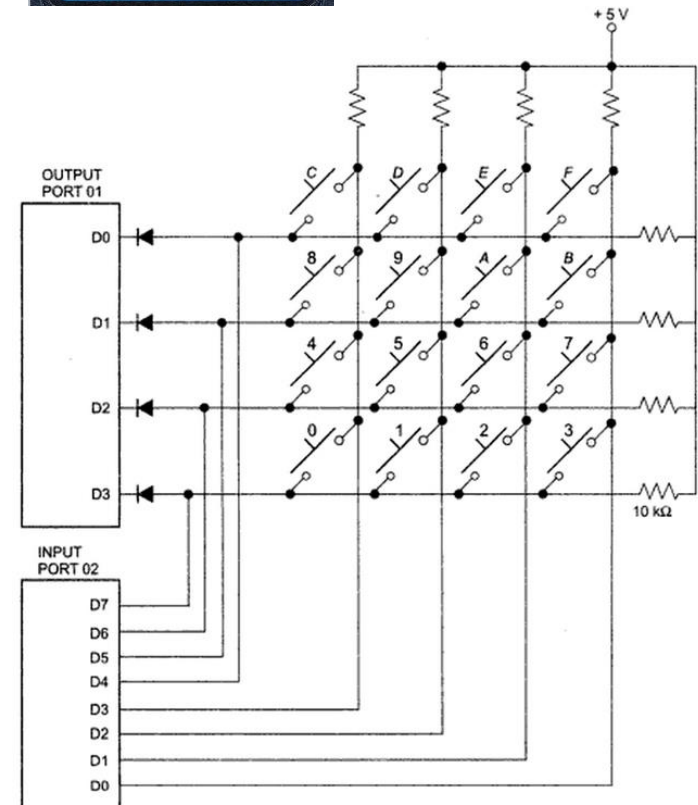 + 5 V
OUTPUT
PORT 01
C D E F
D0
8 9 A B
D1
4 5 6 7
D2
0 1 2 3
D3
10 kΩ
INPUT
PORT 02
D7
D6
D5
D4
D3
D2
D1
D0